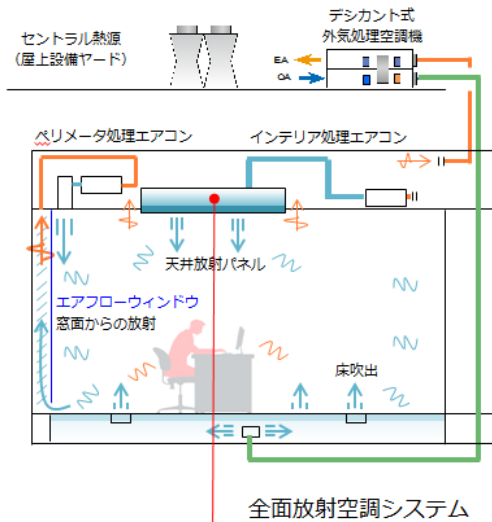 セントラル熱源
（屋上設備ヤード）
デシカント式
外気処理空調機
EA
OA
ペリメータ処理エアコン
インテリア処理エアコン
天井放射パネル
エアフローウィンドウ
窓面からの放射
床吹出
全面放射空調システム